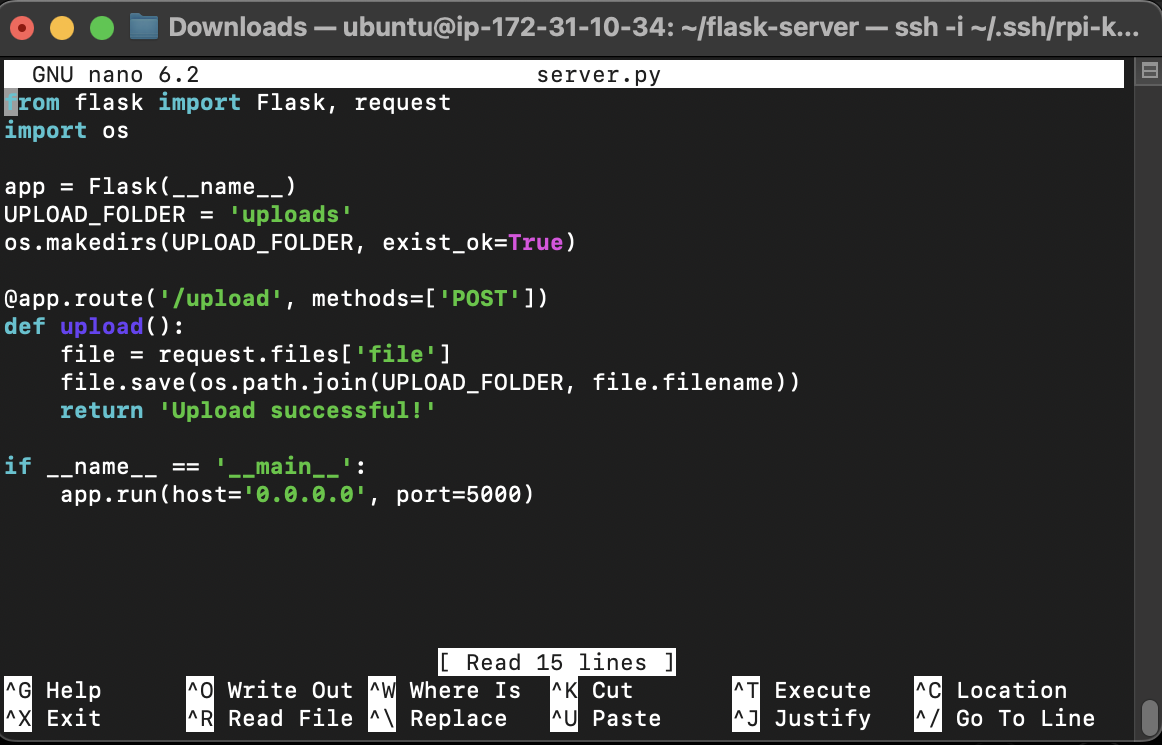 Downloads — ubuntu@ip-172-31-10-34: ~/flask-server — ssh -i ~/.ssh/rpi-k...
GNU nano 6.2 server.py
from flask import Flask, request
import os

app = Flask(__name__)
UPLOAD_FOLDER = 'uploads'
os.makedirs(UPLOAD_FOLDER, exist_ok=True)

@app.route('/upload', methods=['POST'])
def upload():
    file = request.files['file']
    file.save(os.path.join(UPLOAD_FOLDER, file.filename))
    return 'Upload successful!'

if __name__ == '__main__':
    app.run(host='0.0.0.0', port=5000)

[ Read 15 lines ]
^G Help ^O Write Out ^W Where Is ^K Cut ^T Execute ^C Location
^X Exit ^R Read File ^\ Replace ^U Paste ^J Justify ^/ Go To Line